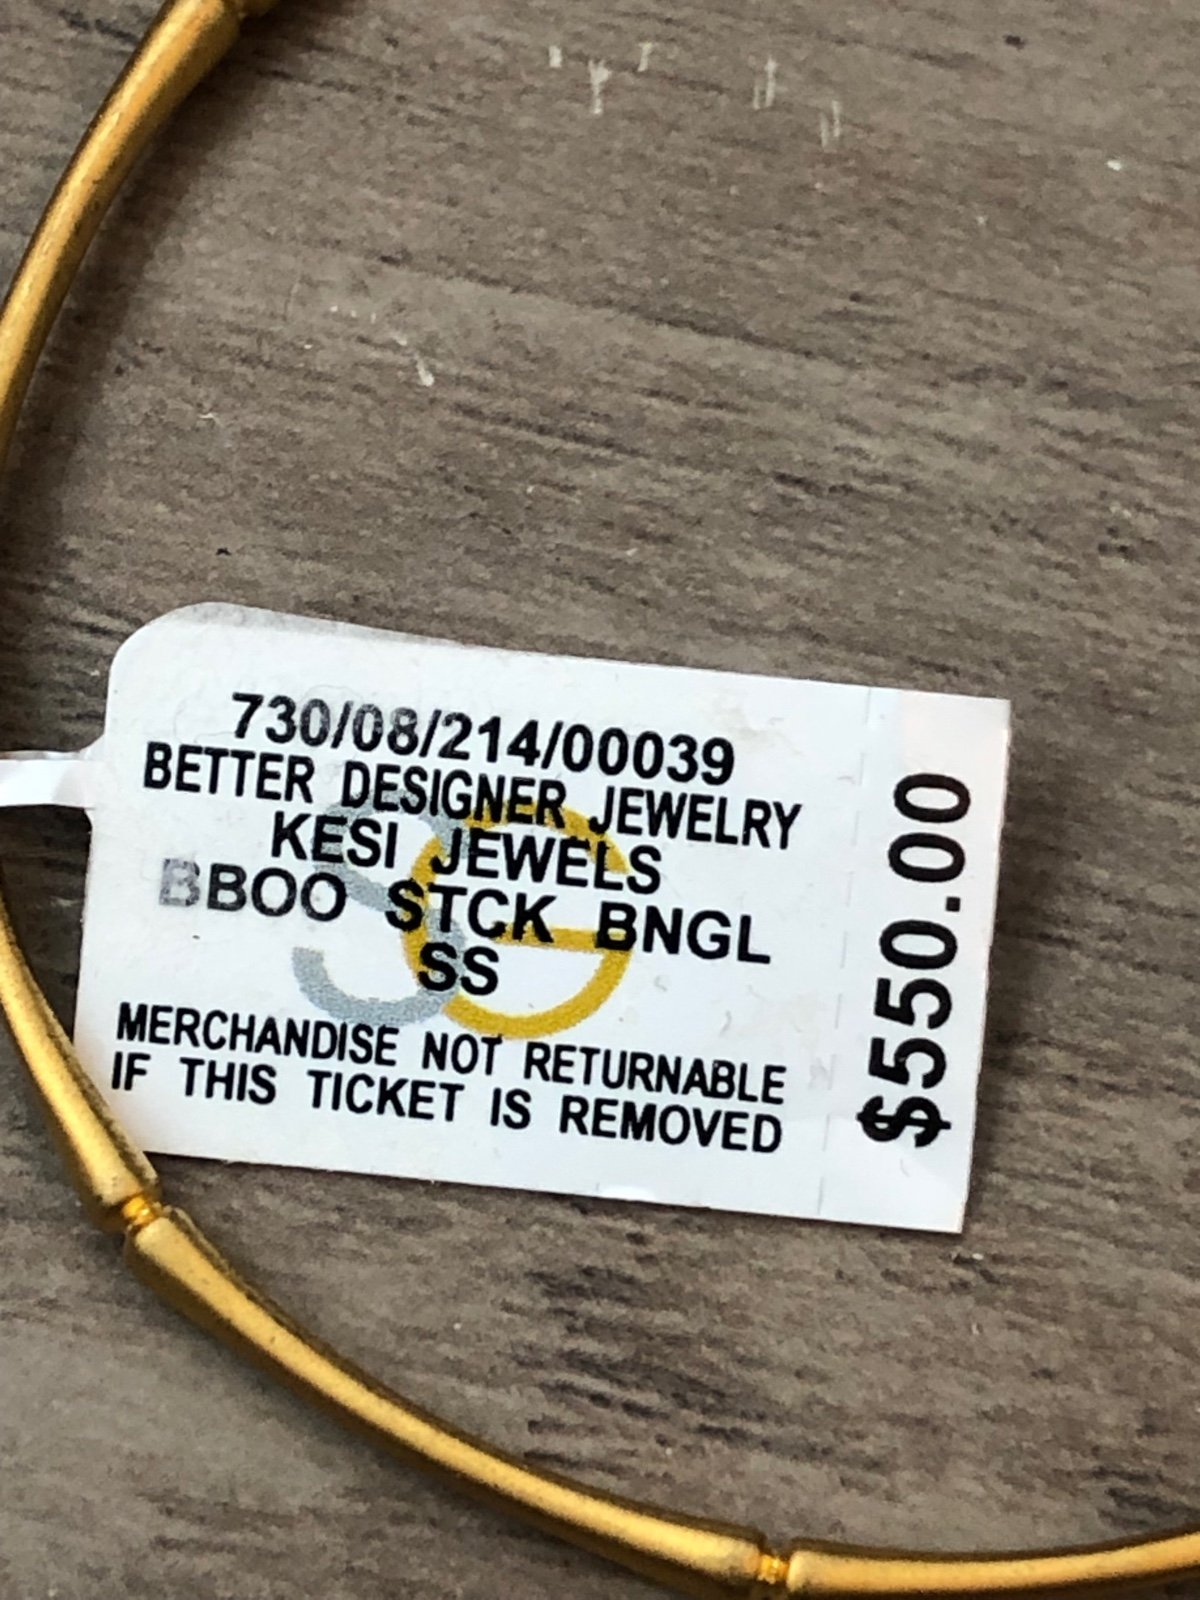 730/08/214/00039
BETTER DESIGNER JEWELRY
KESI JEWELS
BBOO STCK BNGL
SS
MERCHANDISE NOT RETURNABLE
IF THIS TICKET IS REMOVED
$550.00